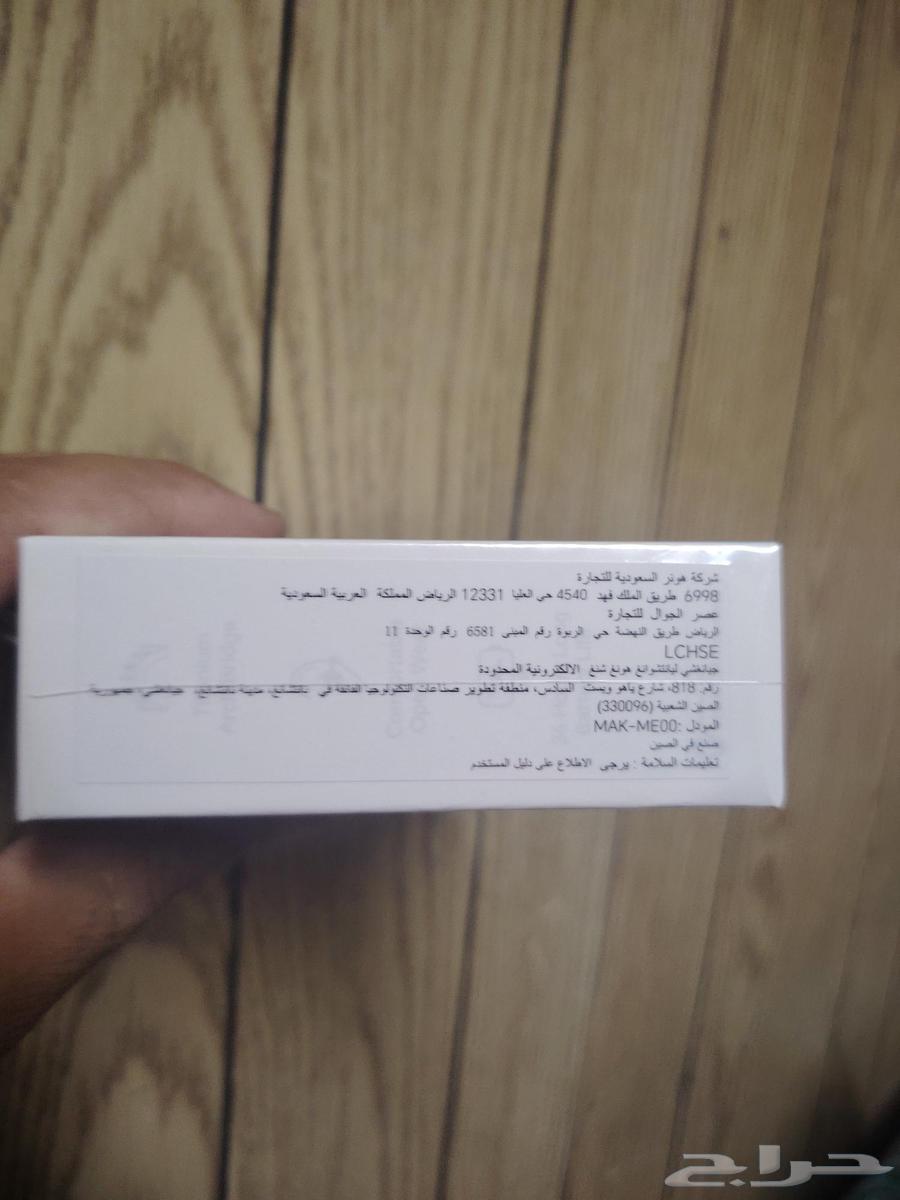 شركة هونر السعودية للتجارة
6998 طريق الملك فهد 4540 حي العليا 12331 الرياض المملكة العربية السعودية
عصر الجوال للتجارة
الرياض طريق النهضة حي الربوة رقم المبنى 6581 رقم الوحدة 11
LCHSE
جيانغشي ليانتشوانغ هونغ شنغ الالكترونية المحدودة
رقم. 818، شارع ياهو ويست السادس، منطقة تطوير صناعات التكنولوجيا الفائقة في نانتشانغ، مدينة نانتشانغ، جيانغشي، جمهورية
الصين الشعبية (330096)
المودل :MAK-ME00
صنع في الصين
تعليمات السلامة : يرجى الاطلاع على دليل المستخدم
حراج